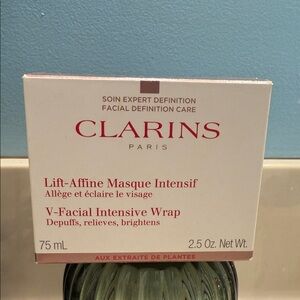 SOIN EXPERT DEFINITION
FACIAL DEFINITION CARE
CLARINS
PARIS
Lift-Affine Masque Intensif
Allège et éclaire le visage
V-Facial Intensive Wrap
Depuffs, relieves, brightens
75 mL 2.5 Oz. Net Wt.
AUX EXTRAITS DE PLANTES